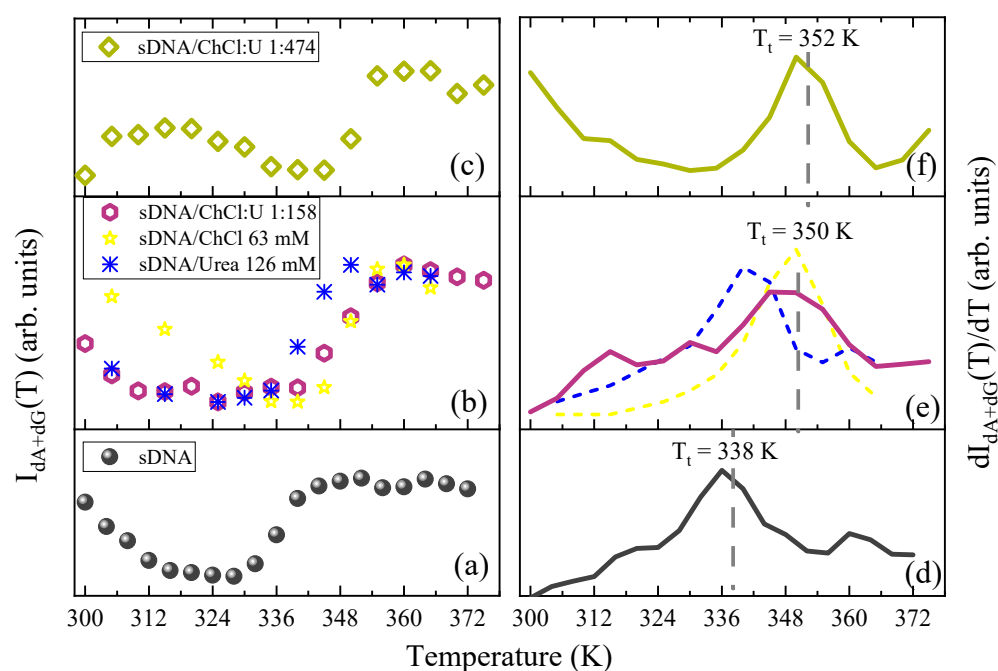 sDNA/ChCl:U 1:474
(c)
sDNA/ChCl:U 1:158
sDNA/ChCl 63 mM
sDNA/Urea 126 mM
(b)
sDNA
(a)
I_dA+dG(T) (arb. units)
300 312 324 336 348 360 372
T_t = 352 K
(f)
T_t = 350 K
(e)
T_t = 338 K
(d)
dI_dA+dG(T)/dT (arb. units)
300 312 324 336 348 360 372
Temperature (K)